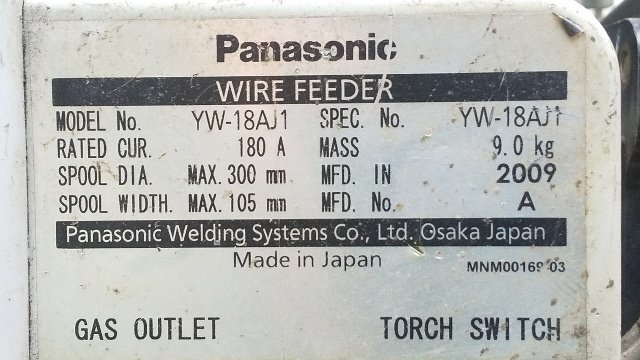 Panasonic
WIRE FEEDER
MODEL No. YW-18AJ1 SPEC. No. YW-18AJ1
RATED CUR. 180 A MASS 9.0 kg
SPOOL DIA. MAX. 300 mm MFD. IN 2009
SPOOL WIDTH. MAX. 105 mm MFD. No. A
Panasonic Welding Systems Co., Ltd. Osaka Japan
Made in Japan
GAS OUTLET TORCH SWITCH